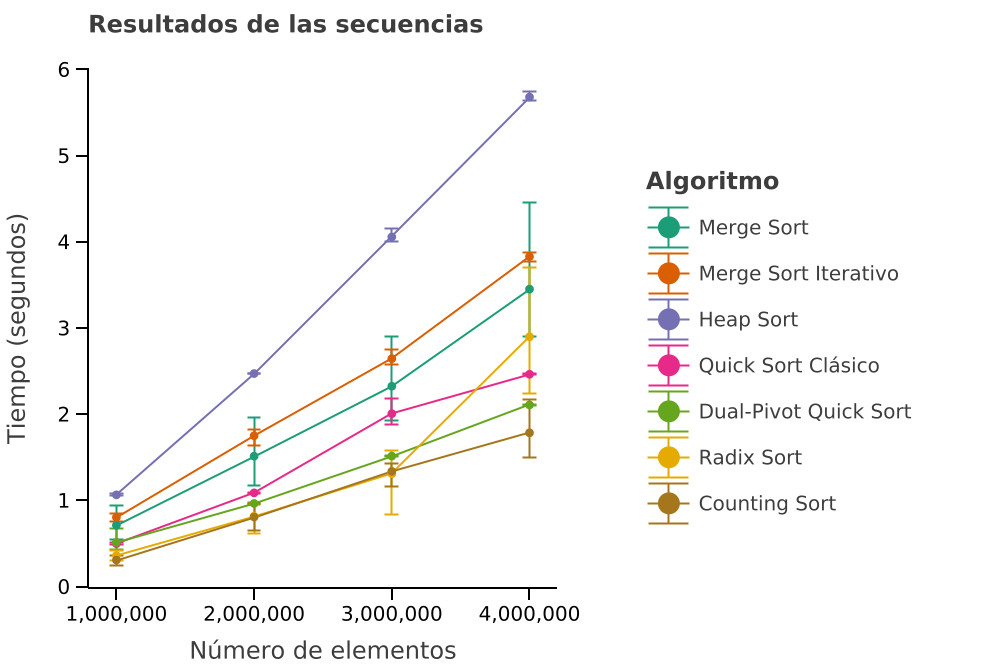 Resultados de las secuencias
6
5
4
3
2
1
0
Tiempo (segundos)
1,000,000 2,000,000 3,000,000 4,000,000
Número de elementos
Algoritmo
Merge Sort
Merge Sort Iterativo
Heap Sort
Quick Sort Clásico
Dual-Pivot Quick Sort
Radix Sort
Counting Sort